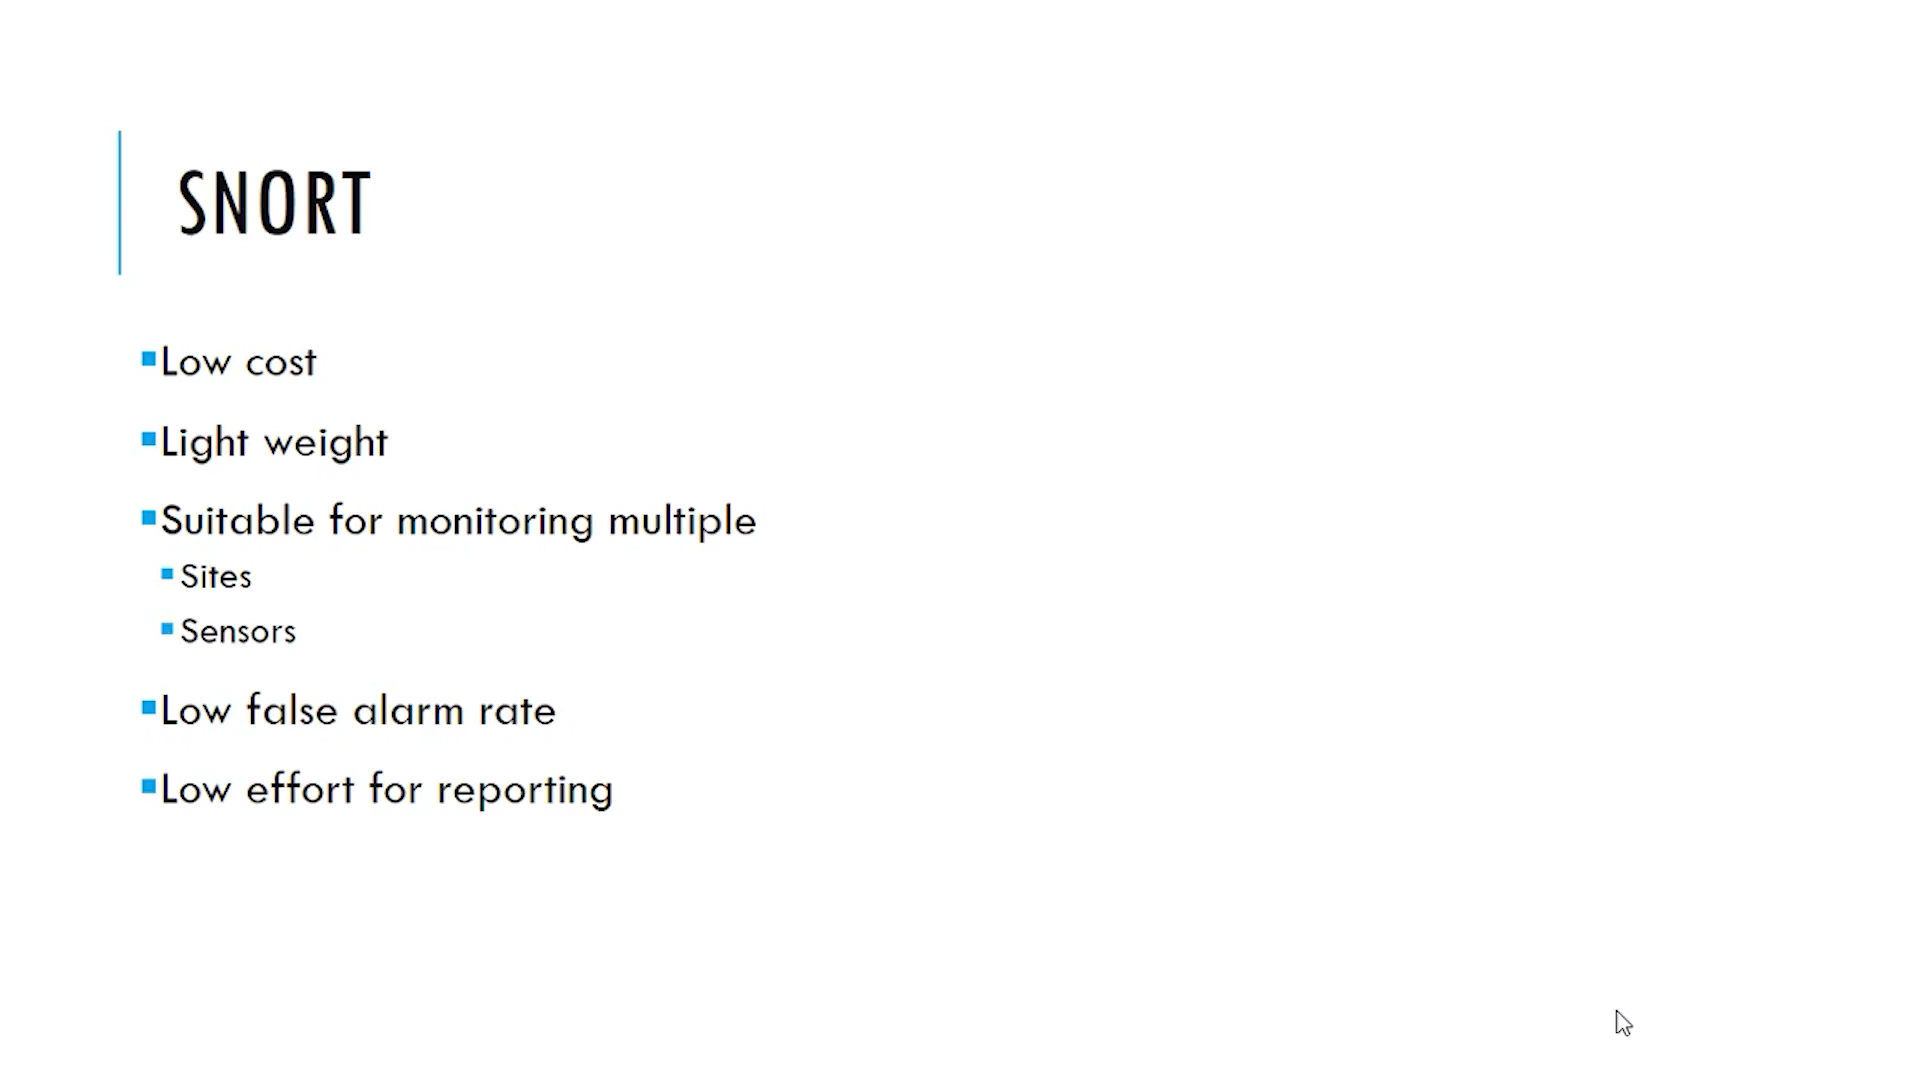 SNORT
Low cost
Light weight
Suitable for monitoring multiple
Sites
Sensors
Low false alarm rate
Low effort for reporting